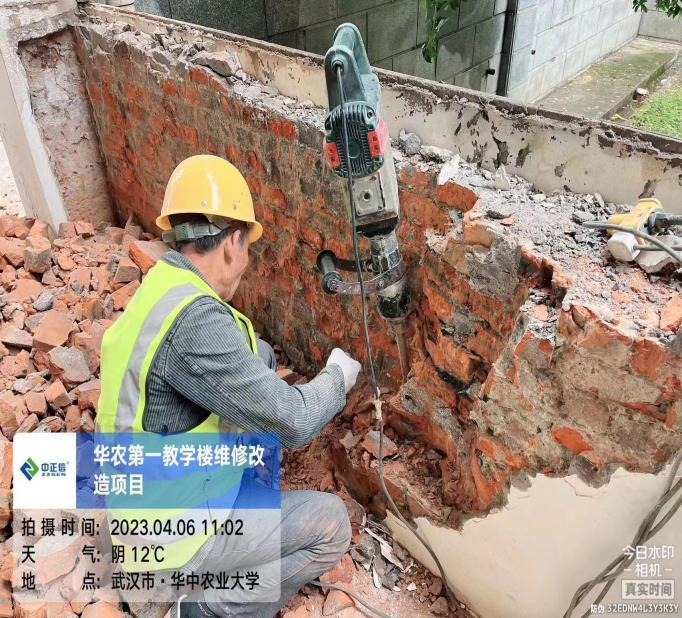 中正信®
华农第一教学楼维修改
造项目
拍摄时间: 2023.04.06 11:02
天 气: 阴 12℃
地 点: 武汉市·华中农业大学
今日水印
-相机-
真实时间
防伪 32EDNW4L3Y3K3Y